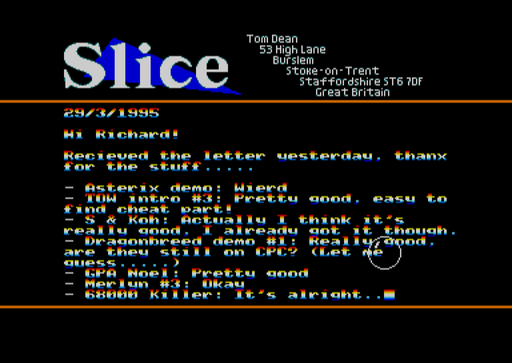 Slice
Tom Dean
53 High Lane
Burslem
Stoke-on-Trent
Staffordshire ST6 7DF
Great Britain
29/3/1995
Hi Richard!
Recieved the letter yesterday, thanx
for the stuff.....
- Asterix demo: Wierd
- TOW intro #3: Pretty good, easy to
find cheat part!
- S & Koh: Actually I think it's
really good, I already got it though.
- Dragonbreed demo #1: Really good,
are they still on CPC? (Let me
guess.....)
- GPA Noel: Pretty good
- Merlyn #3: Okay
- 68000 Killer: It's alright..